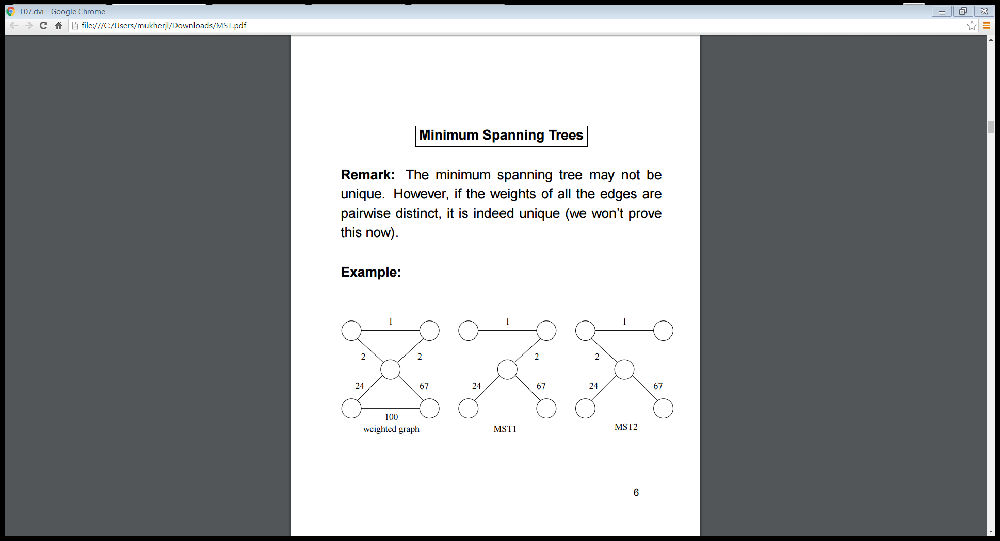 L07.dvi - Google Chrome
file:///C:/Users/mukherjl/Downloads/MST.pdf
Minimum Spanning Trees
Remark: The minimum spanning tree may not be
unique. However, if the weights of all the edges are
pairwise distinct, it is indeed unique (we won’t prove
this now).
Example:
1 1 1
2 2 2 2
24 67 24 67 24 67
100
weighted graph MST1 MST2
6